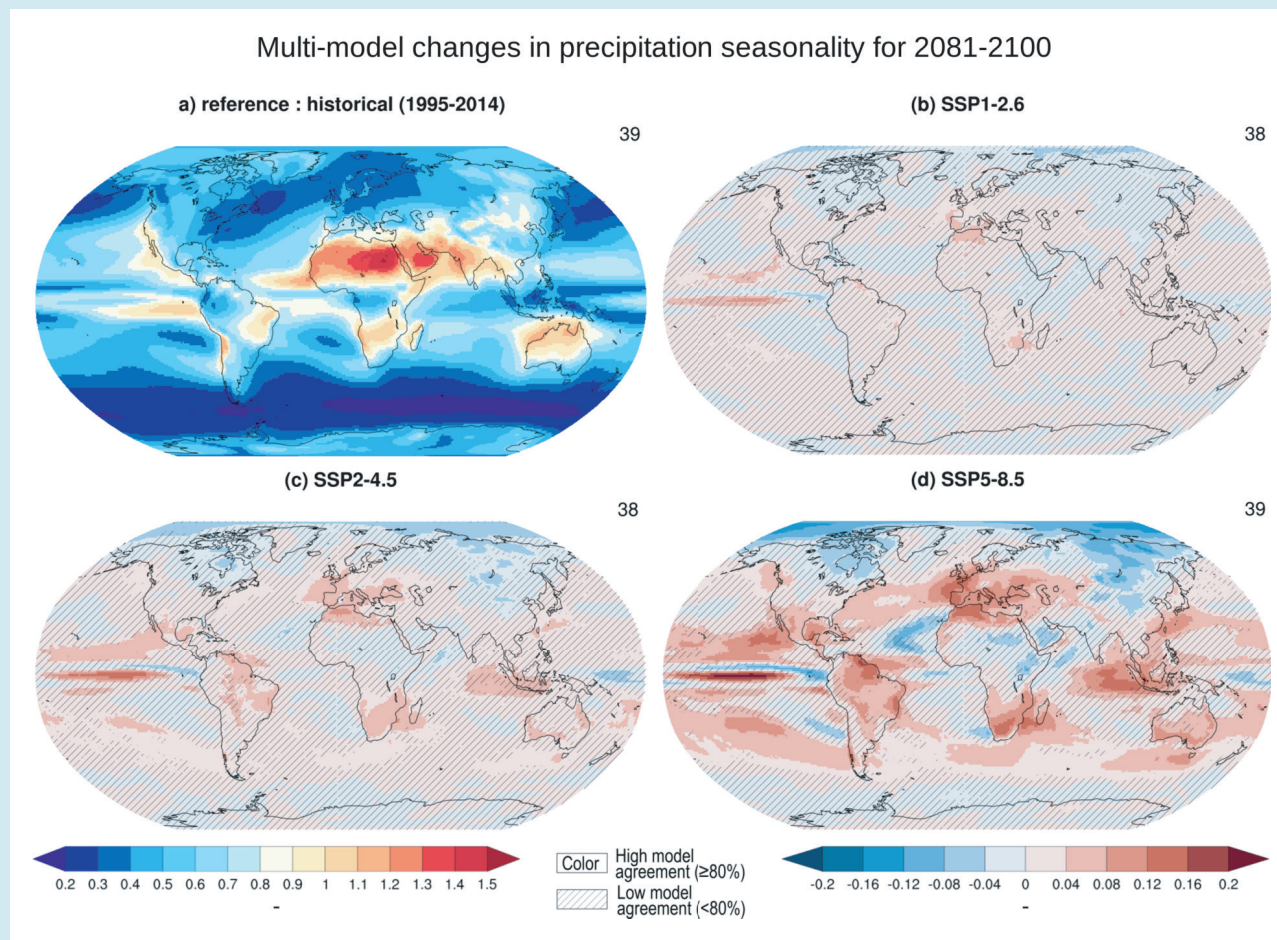 Multi-model changes in precipitation seasonality for 2081-2100
a) reference : historical (1995-2014)
39
(b) SSP1-2.6
38
(c) SSP2-4.5
38
(d) SSP5-8.5
39
0.2 0.3 0.4 0.5 0.6 0.7 0.8 0.9 1 1.1 1.2 1.3 1.4 1.5
-
Color
High model
agreement (≥80%)
Low model
agreement (<80%)
-0.2 -0.16 -0.12 -0.08 -0.04 0 0.04 0.08 0.12 0.16 0.2
-